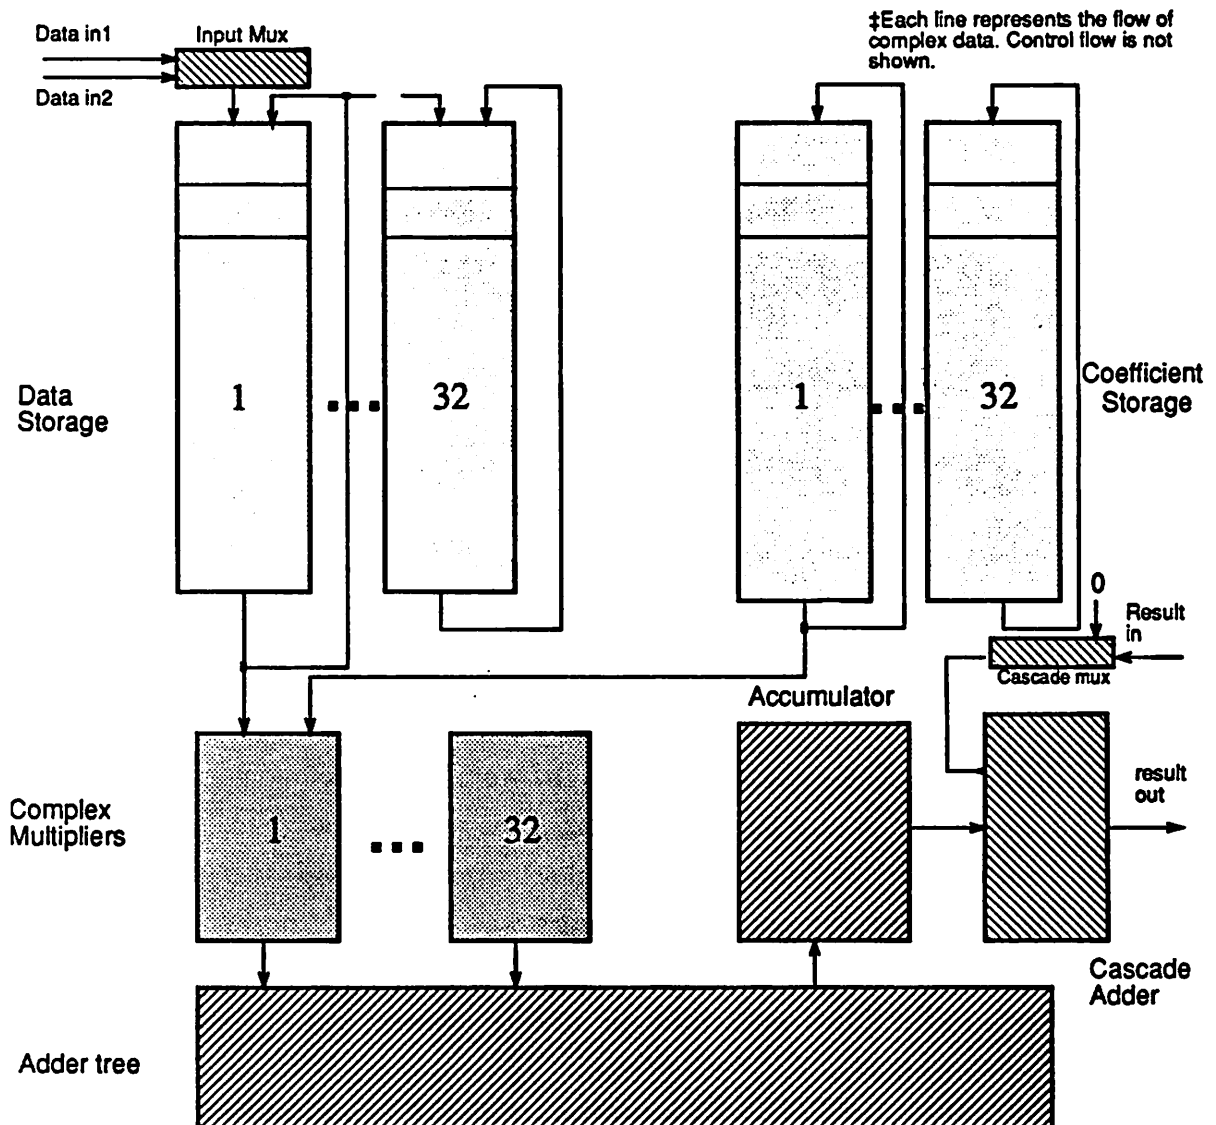 Data in1
Input Mux
Data in2
‡Each line represents the flow of
complex data. Control flow is not
shown.
Data
Storage
1
32
1
32
Coefficient
Storage
0
Result
in
Cascade mux
Accumulator
Complex
Multipliers
1
32
result
out
Cascade
Adder
Adder tree